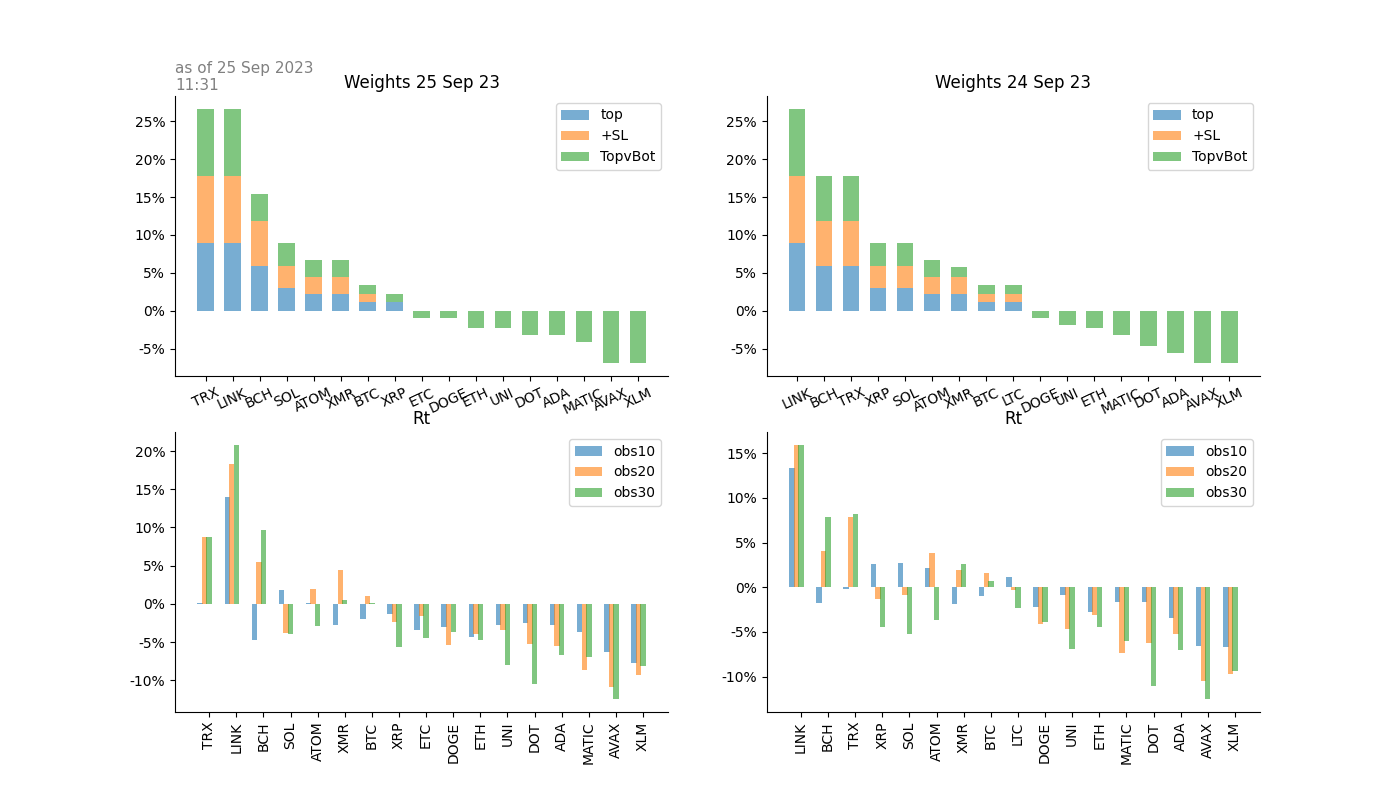 as of 25 Sep 2023
11:31
Weights 25 Sep 23
25%
20%
15%
10%
5%
0%
-5%
top
+SL
TopvBot
TRX LINK BCH SOL ATOM XMR BTC XRP ETC DOGE ETH UNI DOT ADA MATIC AVAX XLM
Weights 24 Sep 23
25%
20%
15%
10%
5%
0%
-5%
top
+SL
TopvBot
LINK BCH TRX XRP SOL ATOM XMR BTC LTC DOGE UNI ETH MATIC DOT ADA AVAX XLM
Rt
20%
15%
10%
5%
0%
-5%
-10%
obs10
obs20
obs30
TRX LINK BCH SOL ATOM XMR BTC XRP ETC DOGE ETH UNI DOT ADA MATIC AVAX XLM
Rt
15%
10%
5%
0%
-5%
-10%
obs10
obs20
obs30
LINK BCH TRX XRP SOL ATOM XMR BTC LTC DOGE UNI ETH MATIC DOT ADA AVAX XLM